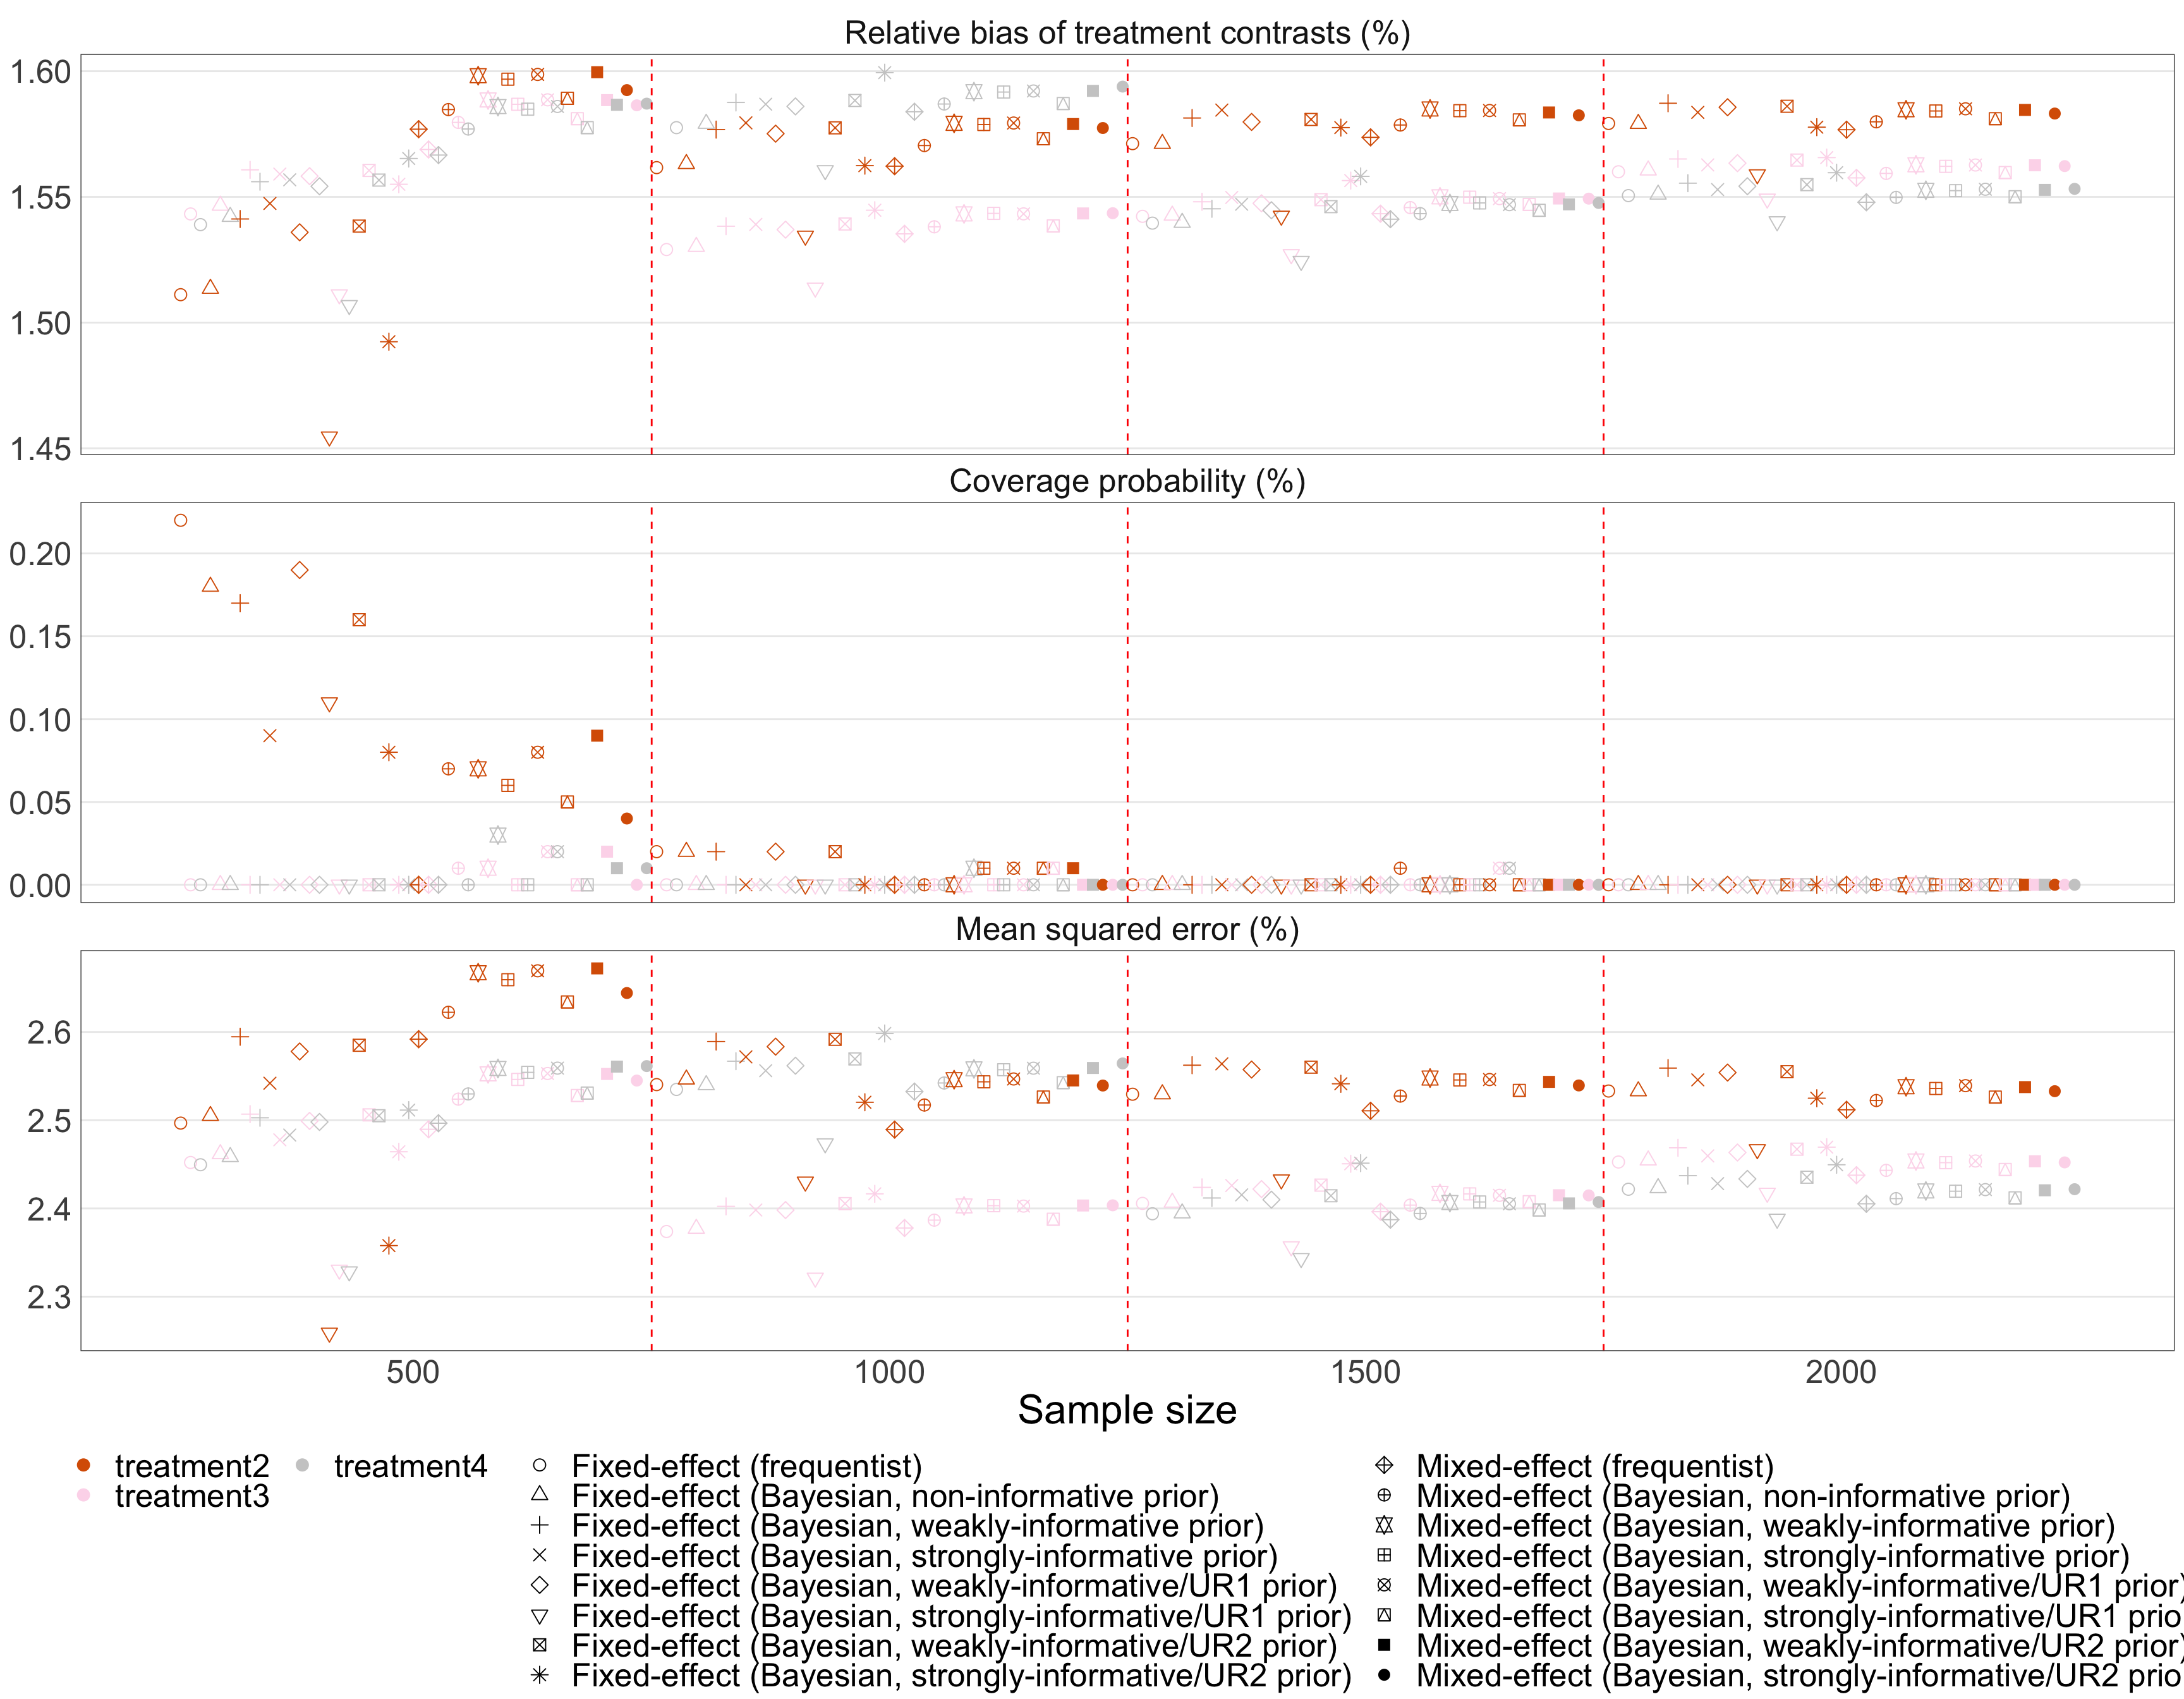 Relative bias of treatment contrasts (%)
1.60
1.55
1.50
1.45
Coverage probability (%)
0.20
0.15
0.10
0.05
0.00
Mean squared error (%)
2.6
2.5
2.4
2.3
500 1000 1500 2000
Sample size
treatment2 treatment4
treatment3
Fixed-effect (frequentist)
Fixed-effect (Bayesian, non-informative prior)
Fixed-effect (Bayesian, weakly-informative prior)
Fixed-effect (Bayesian, strongly-informative prior)
Fixed-effect (Bayesian, weakly-informative/UR1 prior)
Fixed-effect (Bayesian, strongly-informative/UR1 prior)
Fixed-effect (Bayesian, weakly-informative/UR2 prior)
Fixed-effect (Bayesian, strongly-informative/UR2 prior)
Mixed-effect (frequentist)
Mixed-effect (Bayesian, non-informative prior)
Mixed-effect (Bayesian, weakly-informative prior)
Mixed-effect (Bayesian, strongly-informative prior)
Mixed-effect (Bayesian, weakly-informative/UR1 prior)
Mixed-effect (Bayesian, strongly-informative/UR1 prio
Mixed-effect (Bayesian, weakly-informative/UR2 prior)
Mixed-effect (Bayesian, strongly-informative/UR2 prio